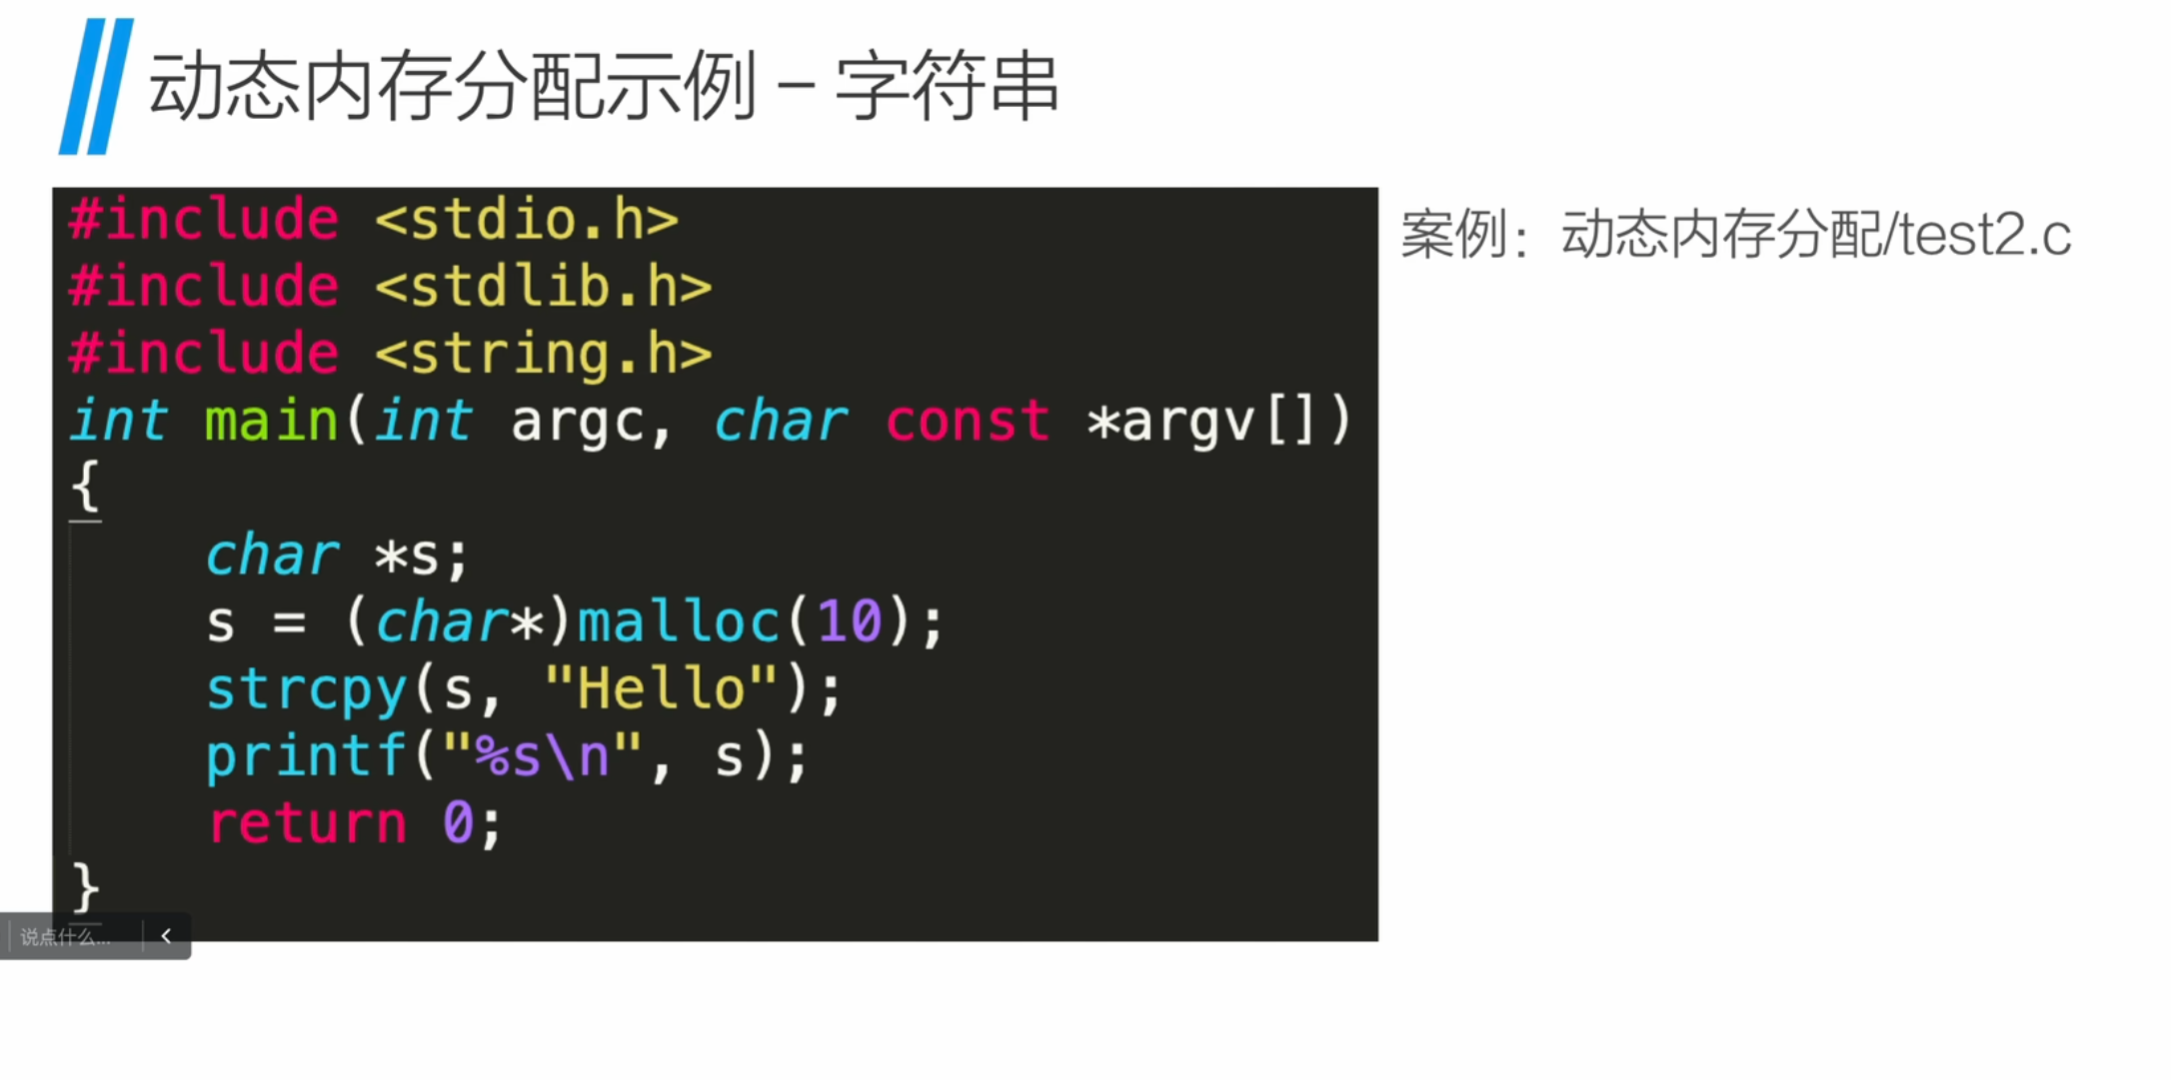 动态内存分配示例 – 字符串
#include <stdio.h>
#include <stdlib.h>
#include <string.h>
int main(int argc, char const *argv[])
{
    char *s;
    s = (char*)malloc(10);
    strcpy(s, "Hello");
    printf("%s\n", s);
    return 0;
}
案例：动态内存分配/test2.c
说点什么...